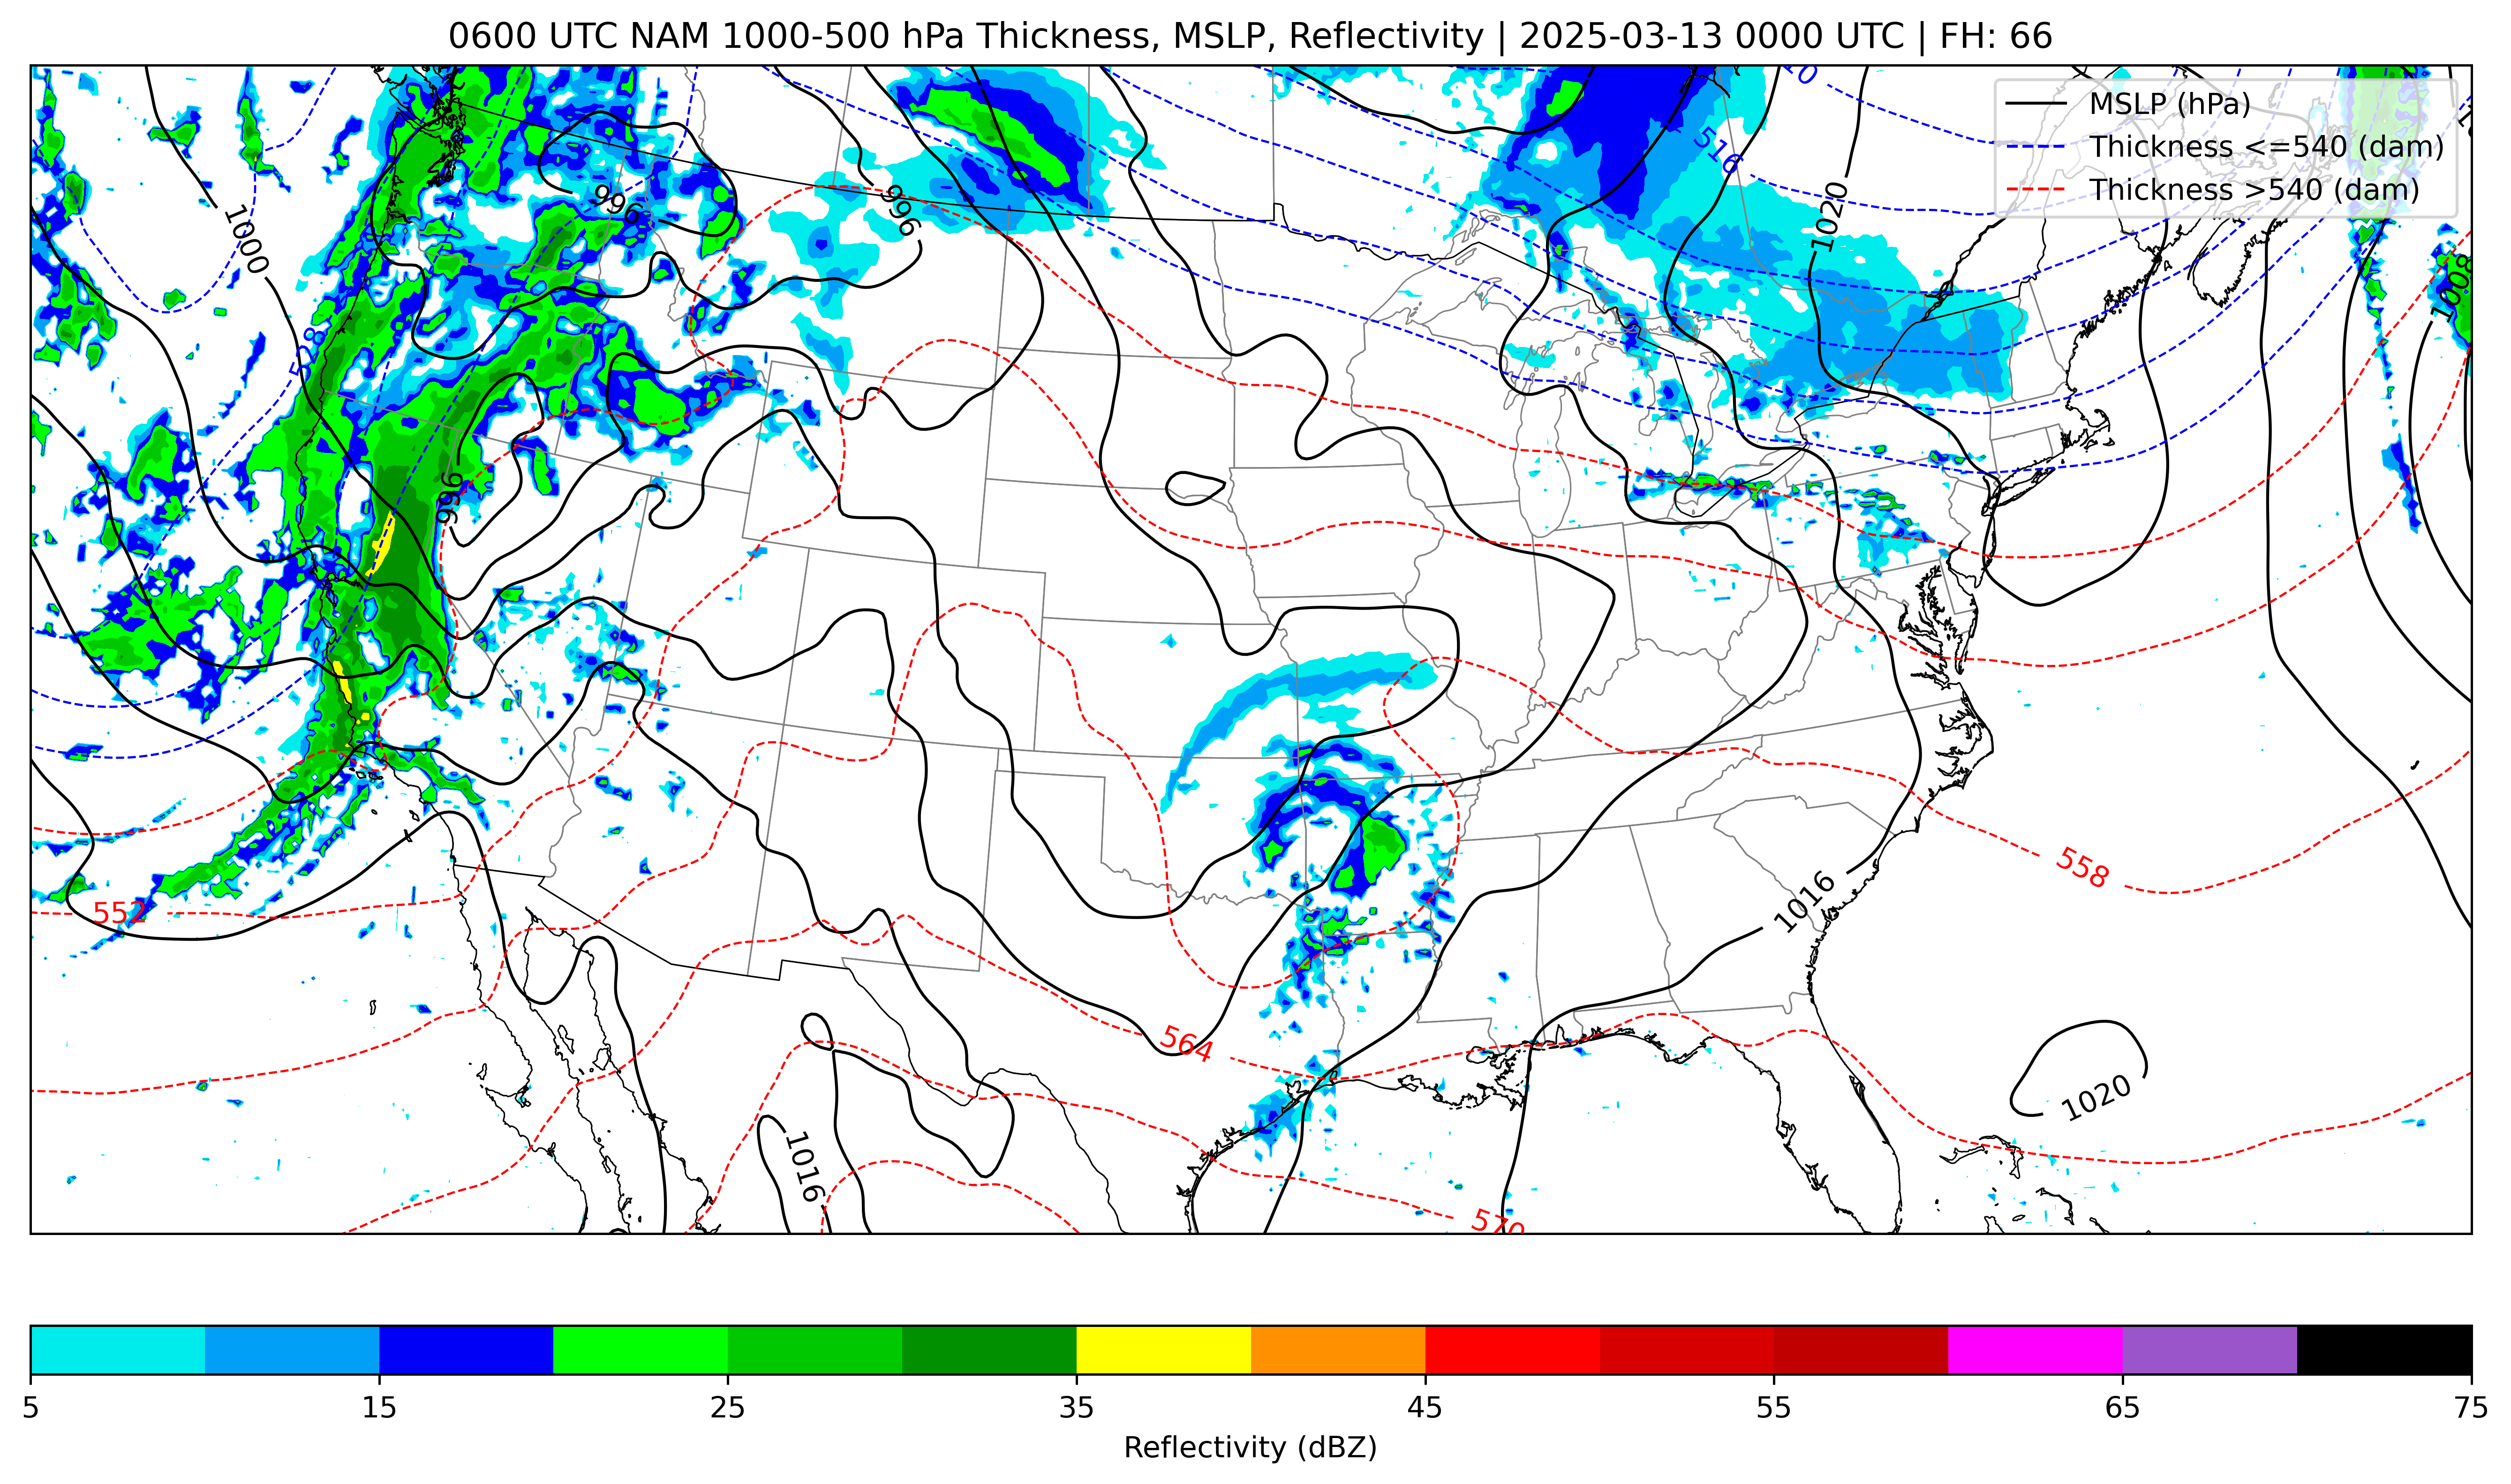 0600 UTC NAM 1000-500 hPa Thickness, MSLP, Reflectivity | 2025-03-13 0000 UTC | FH: 66
MSLP (hPa)
Thickness <=540 (dam)
Thickness >540 (dam)
516
996
996
1000
1020
1008
996
558
552
1016
564
1020
1016
570
5 15 25 35 45 55 65 75
Reflectivity (dBZ)